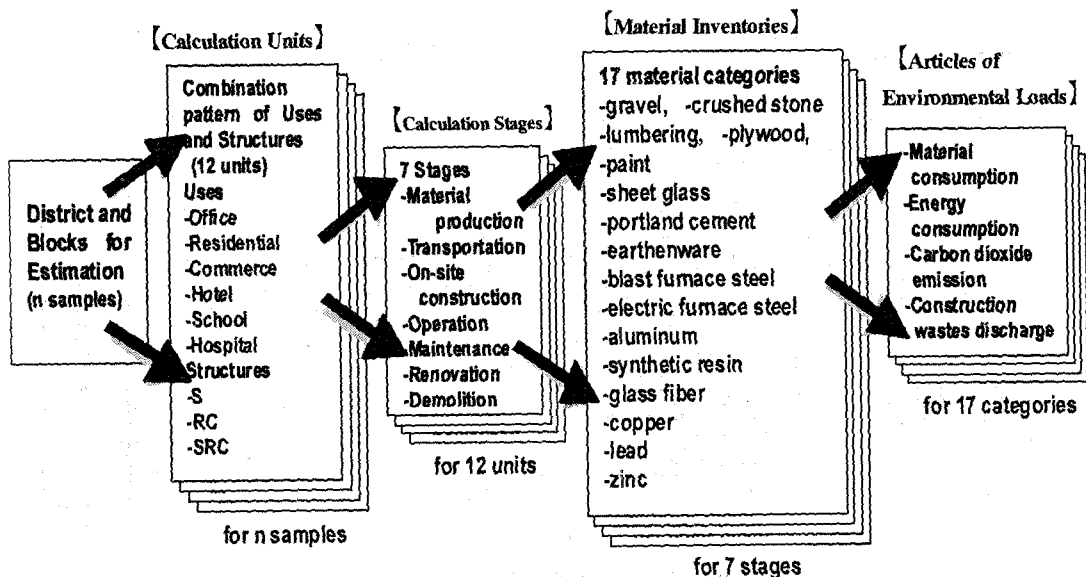 【Calculation Units】
Combination
pattern of Uses
and Structures
(12 units)
Uses
-Office
-Residential
-Commerce
-Hotel
-School
-Hospital
Structures
-S
-RC
-SRC
for n samples
District and
Blocks for
Estimation
(n samples)
【Calculation Stages】
7 Stages
-Material
production
-Transportation
-On-site
construction
-Operation
-Maintenance
-Renovation
-Demolition
for 12 units
【Material Inventories】
17 material categories
-gravel, -crushed stone
-lumbering, -plywood,
-paint
-sheet glass
-portland cement
-earthenware
-blast furnace steel
-electric furnace steel
-aluminum
-synthetic resin
-glass fiber
-copper
-lead
-zinc
for 7 stages
【Articles of
Environmental Loads】
-Material
consumption
-Energy
consumption
-Carbon dioxide
emission
-Construction
wastes discharge
for 17 categories